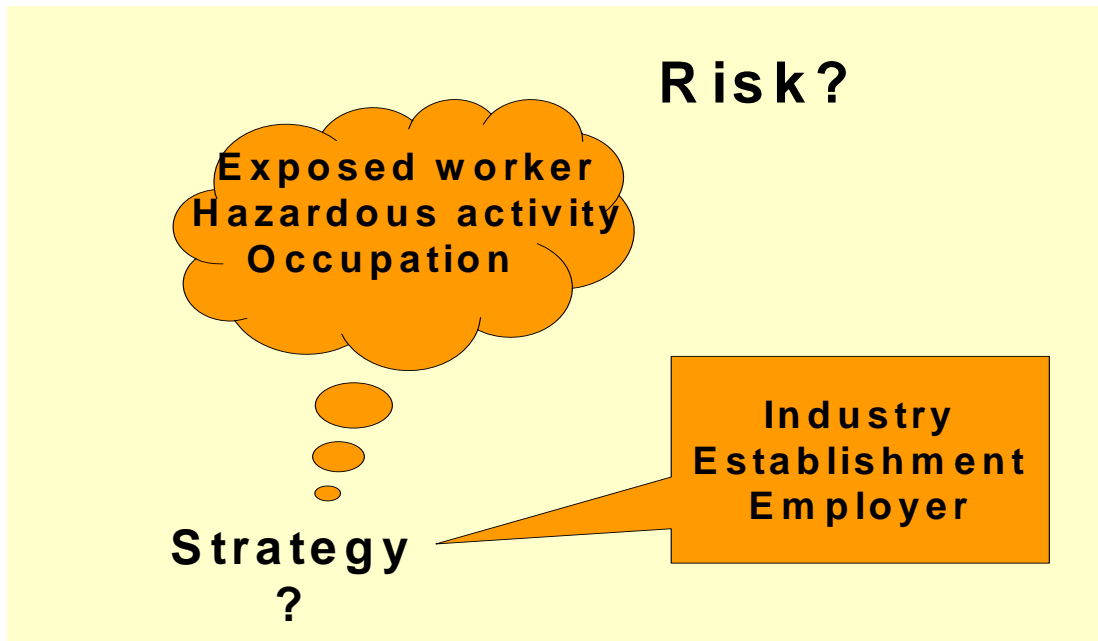 Risk?
Exposed worker
Hazardous activity
Occupation
Industry
Establishment
Employer
Strategy
?